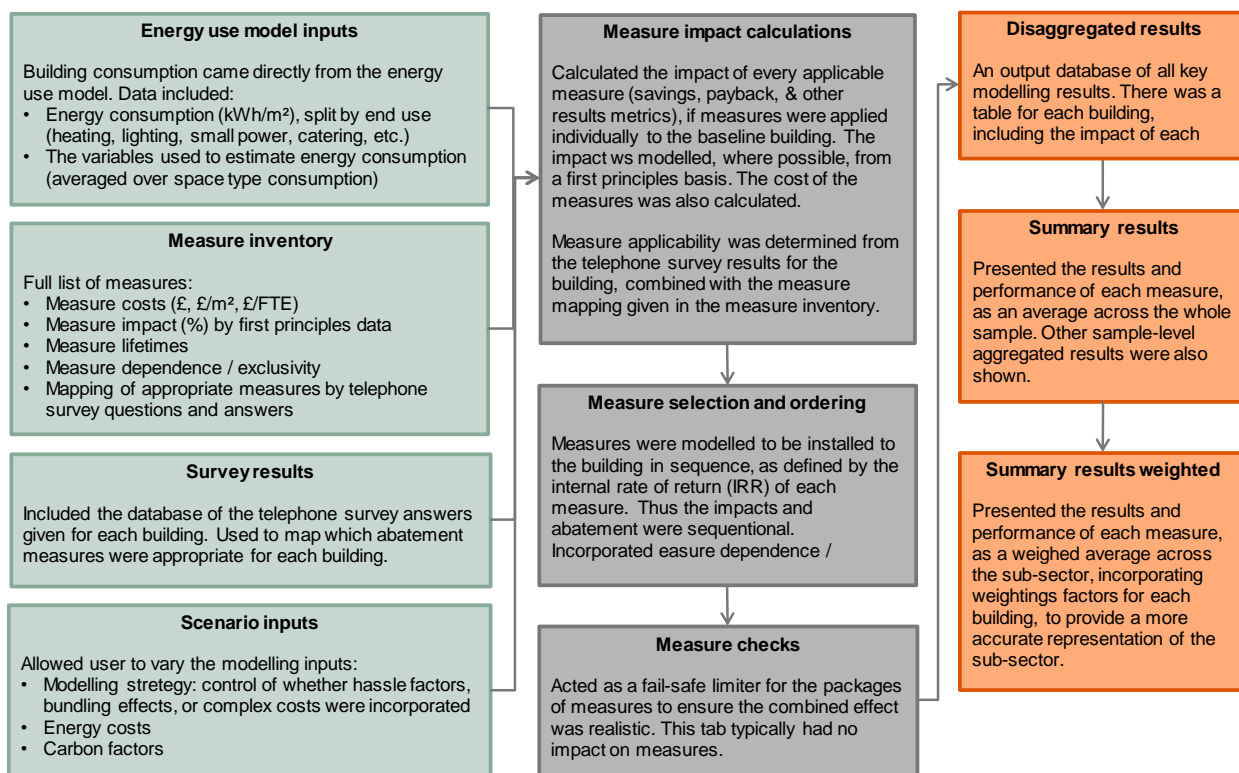 Energy use model inputs
Building consumption came directly from the energy
use model. Data included:
• Energy consumption (kWh/m²), split by end use
(heating, lighting, small power, catering, etc.)
• The variables used to estimate energy consumption
(averaged over space type consumption)
Measure inventory
Full list of measures:
• Measure costs (£, £/m², £/FTE)
• Measure impact (%) by first principles data
• Measure lifetimes
• Measure dependence / exclusivity
• Mapping of appropriate measures by telephone
survey questions and answers
Survey results
Included the database of the telephone survey answers
given for each building. Used to map which abatement
measures were appropriate for each building.
Scenario inputs
Allowed user to vary the modelling inputs:
• Modelling stretegy: control of whether hassle factors,
bundling effects, or complex costs were incorporated
• Energy costs
• Carbon factors
Measure impact calculations
Calculated the impact of every applicable
measure (savings, payback, & other
results metrics), if measures were applied
individually to the baseline building. The
impact ws modelled, where possible, from
a first principles basis. The cost of the
measures was also calculated.
Measure applicability was determined from
the telephone survey results for the
building, combined with the measure
mapping given in the measure inventory.
Measure selection and ordering
Measures were modelled to be installed to
the building in sequence, as defined by the
internal rate of return (IRR) of each
measure. Thus the impacts and
abatement were sequentional.
Incorporated easure dependence /
Measure checks
Acted as a fail-safe limiter for the packages
of measures to ensure the combined effect
was realistic. This tab typically had no
impact on measures.
Disaggregated results
An output database of all key
modelling results. There was a
table for each building,
including the impact of each
Summary results
Presented the results and
performance of each measure,
as an average across the whole
sample. Other sample-level
aggregated results were also
shown.
Summary results weighted
Presented the results and
performance of each measure,
as a weighed average across
the sub-sector, incorporating
weightings factors for each
building, to provide a more
accurate representation of the
sub-sector.